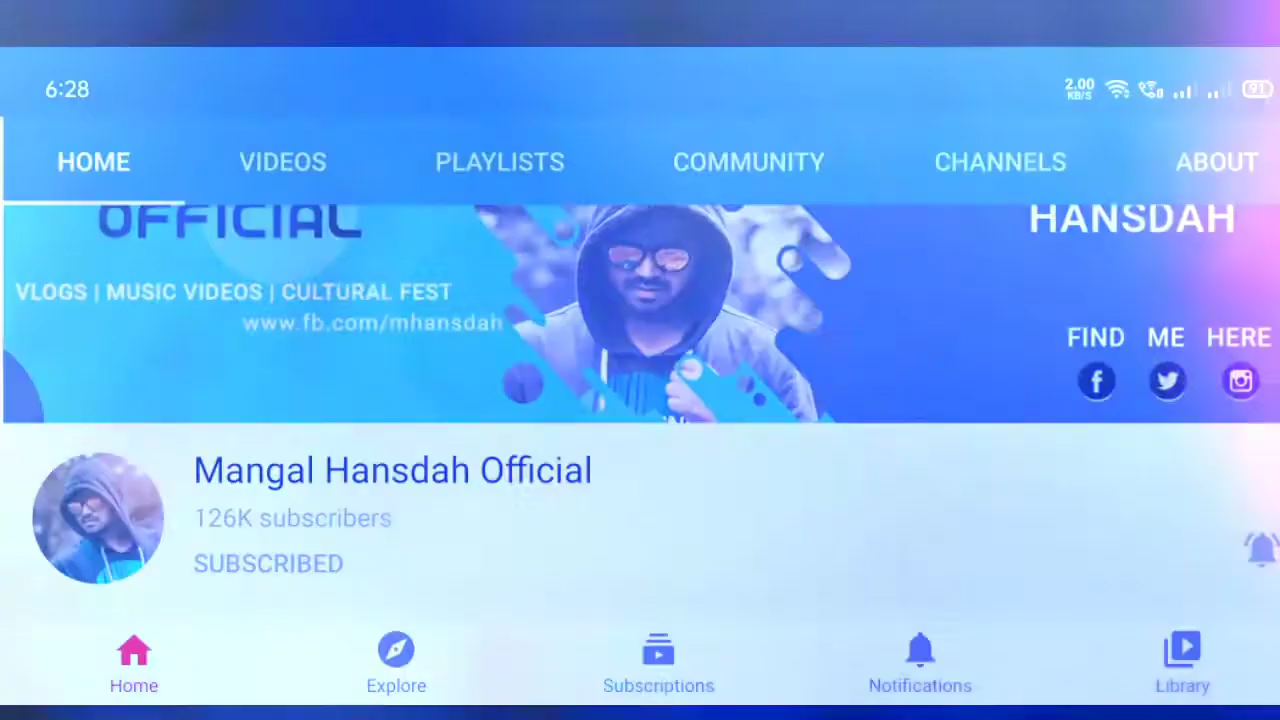 6:28
2.00
KB/S
91
HOME VIDEOS PLAYLISTS COMMUNITY CHANNELS ABOUT
OFFICIAL
HANSDAH
VLOGS | MUSIC VIDEOS | CULTURAL FEST
www.fb.com/mhansdah
FIND ME HERE
Mangal Hansdah Official
126K subscribers
SUBSCRIBED
Home Explore Subscriptions Notifications Library